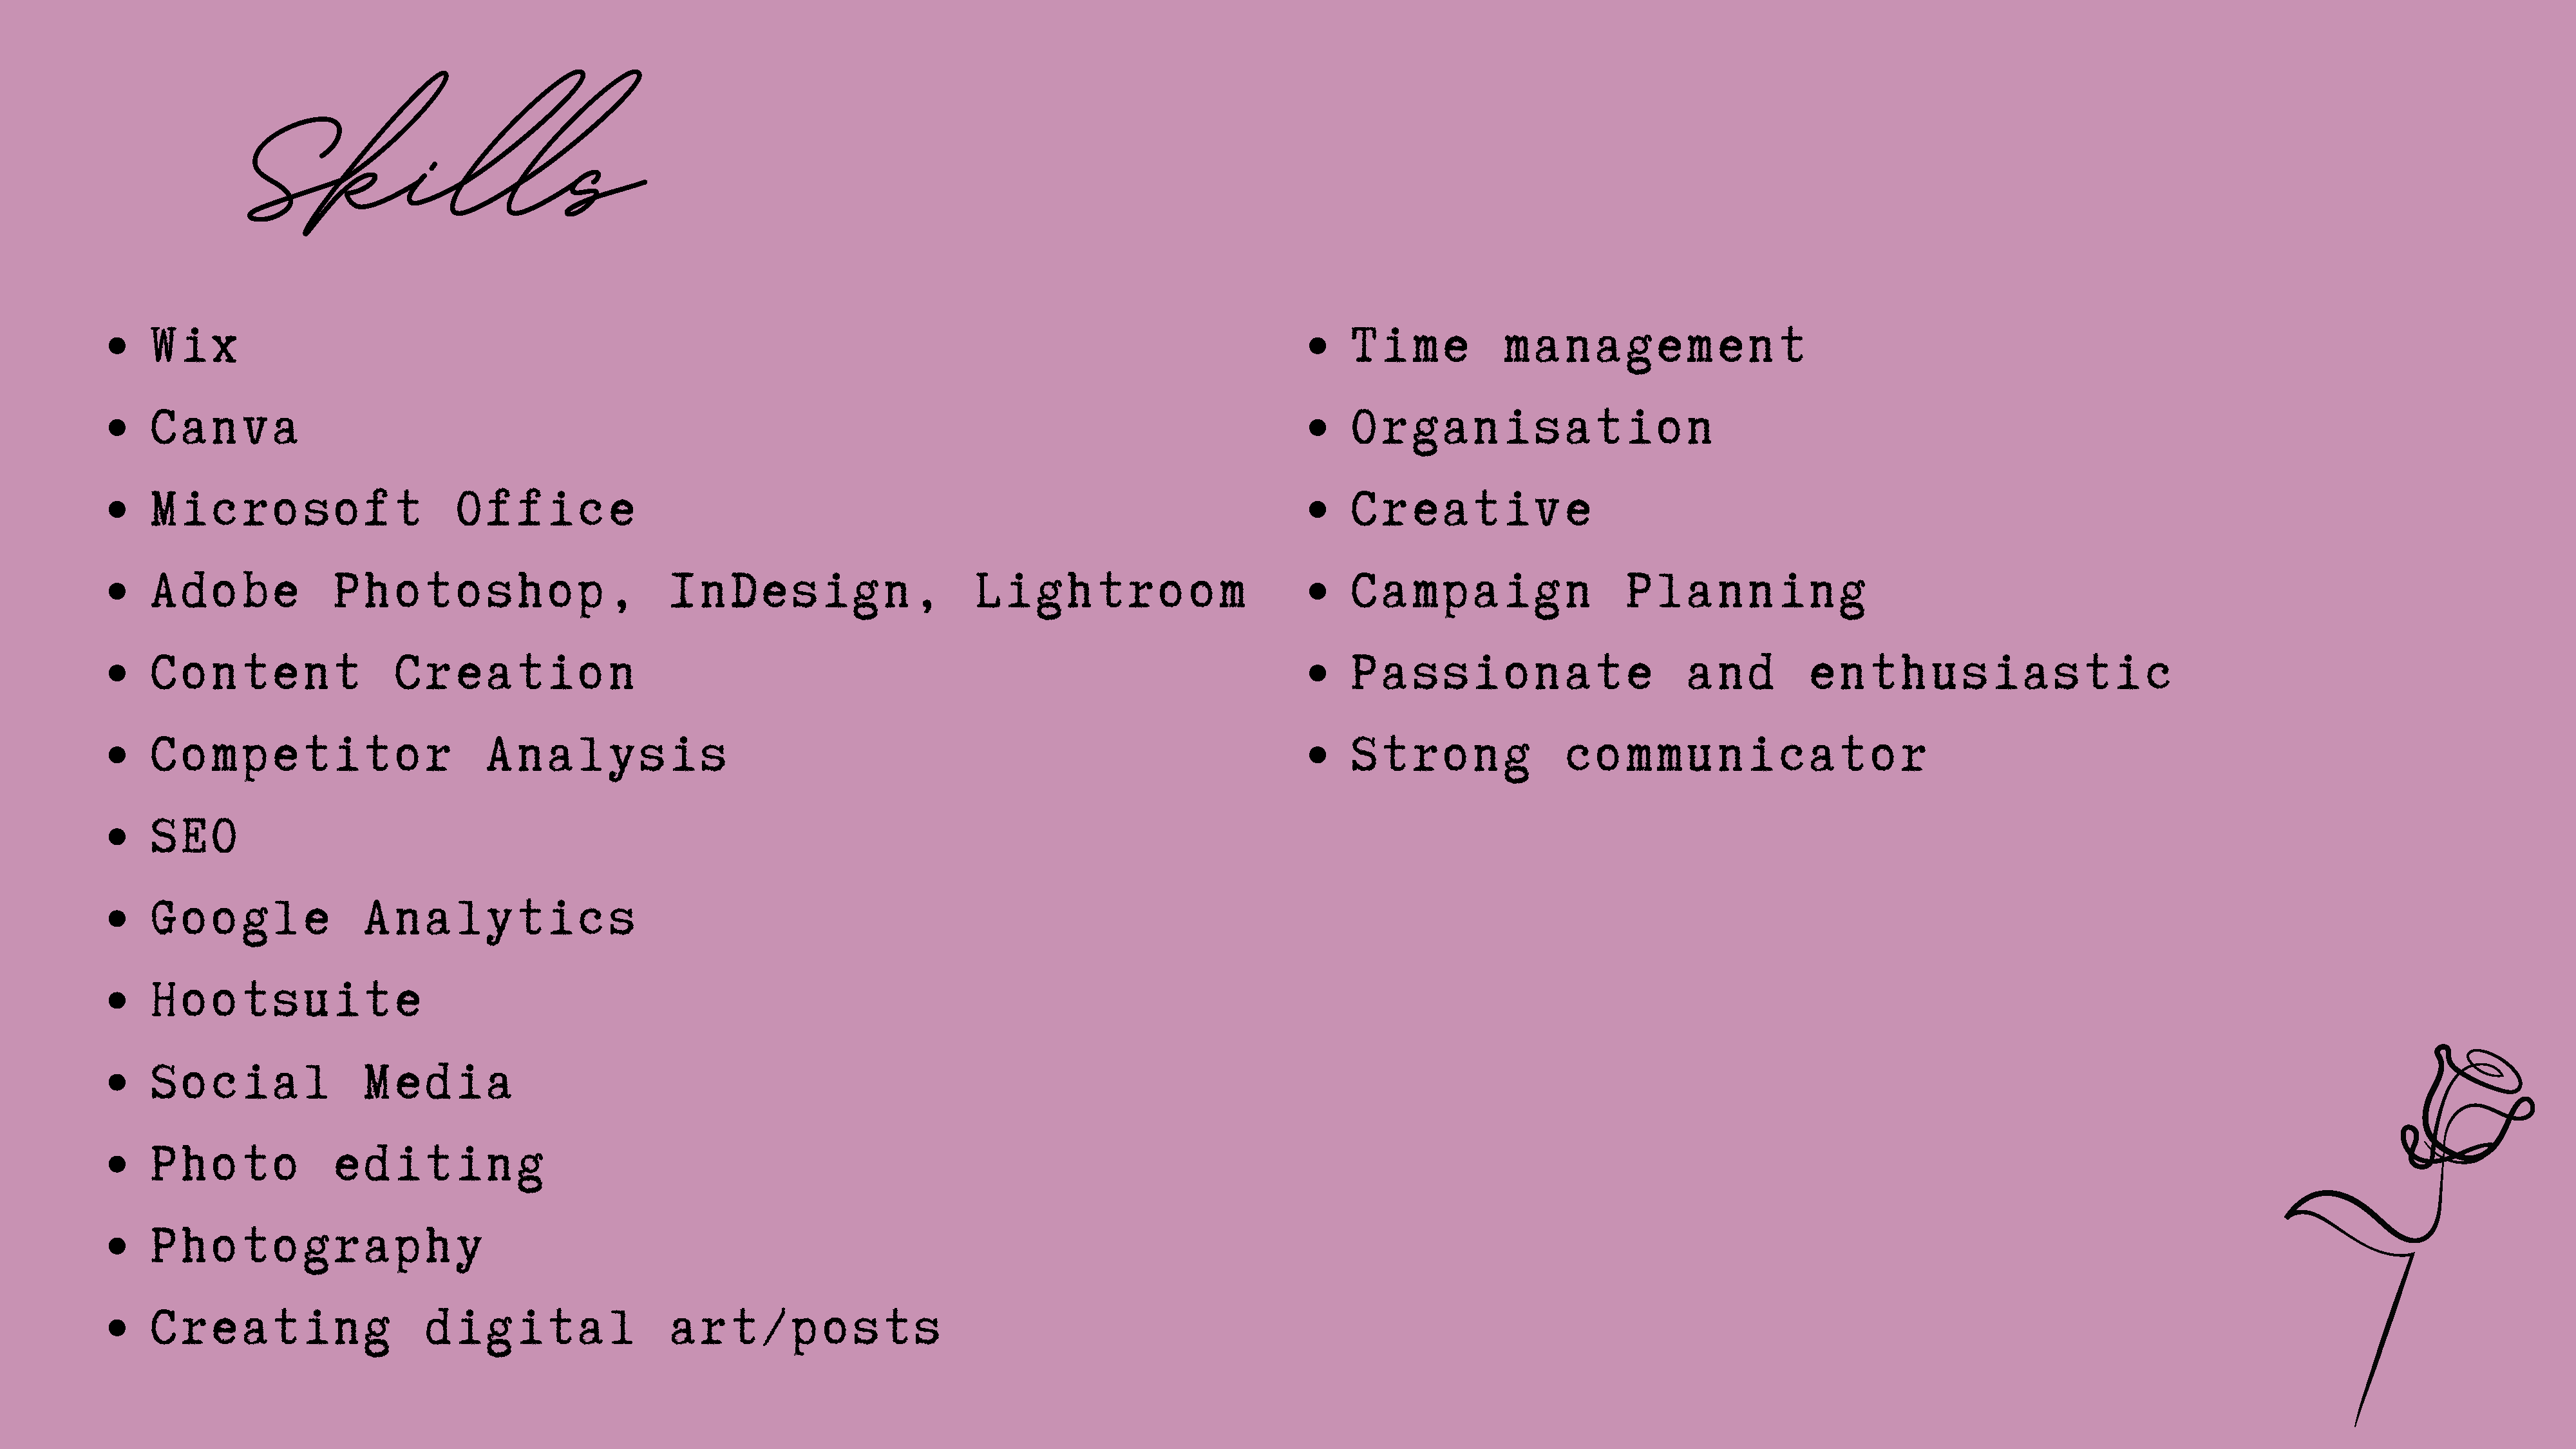 Skills
• Wix
• Canva
• Microsoft Office
• Adobe Photoshop, InDesign, Lightroom
• Content Creation
• Competitor Analysis
• SEO
• Google Analytics
• Hootsuite
• Social Media
• Photo editing
• Photography
• Creating digital art/posts
• Time management
• Organisation
• Creative
• Campaign Planning
• Passionate and enthusiastic
• Strong communicator